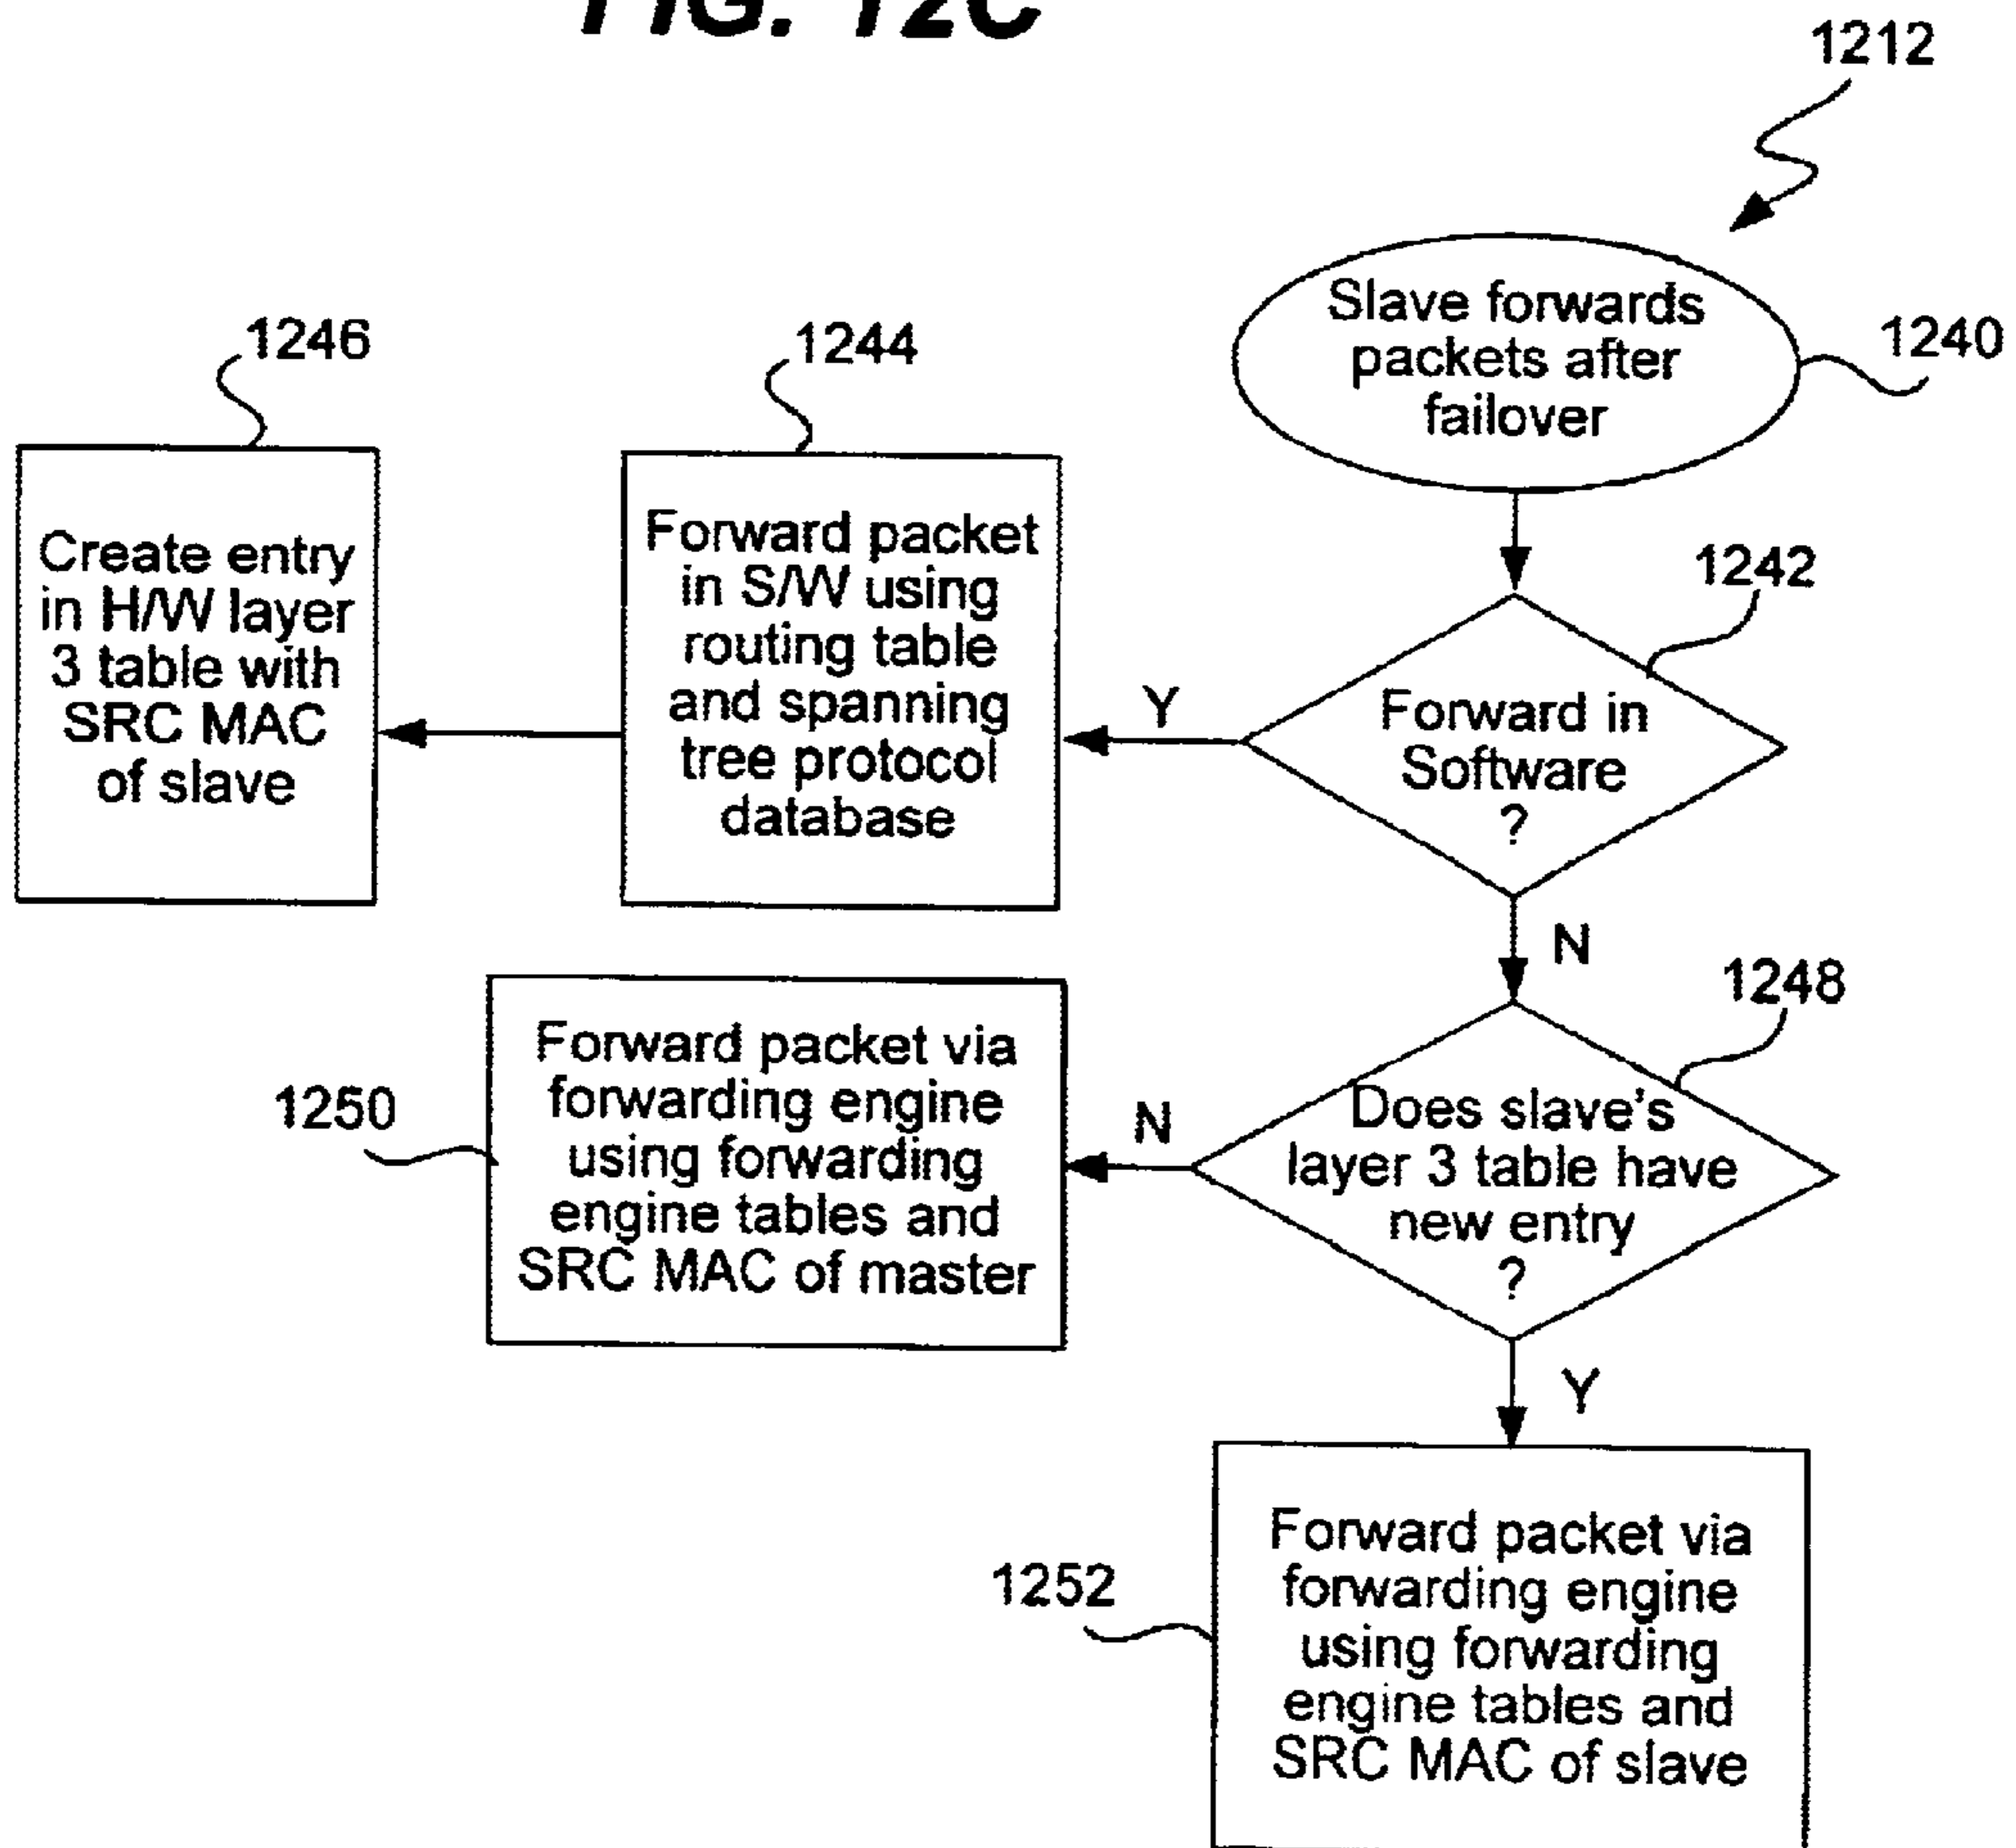 FIG. 12C
1212
Slave forwards
packets after
failover
1240
1246
1244
1242
Create entry
in H/W layer
3 table with
SRC MAC
of slave
Forward packet
in S/W using
routing table
and spanning
tree protocol
database
Y
Forward in
Software
?
N
1248
1250
Forward packet via
forwarding engine
using forwarding
engine tables and
SRC MAC of master
N
Does slave's
layer 3 table have
new entry
?
Y
1252
Forward packet via
forwarding engine
using forwarding
engine tables and
SRC MAC of slave